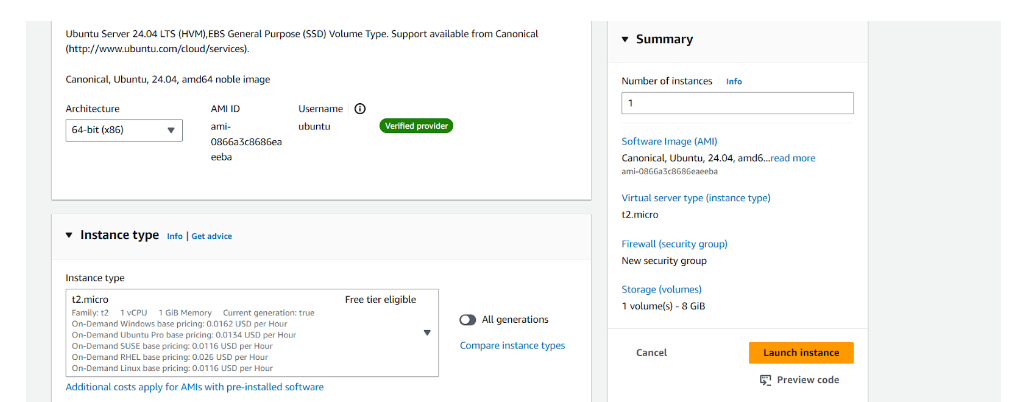 Ubuntu Server 24.04 LTS (HVM),EBS General Purpose (SSD) Volume Type. Support available from Canonical
(http://www.ubuntu.com/cloud/services).
Canonical, Ubuntu, 24.04, amd64 noble image
Architecture
64-bit (x86)
AMI ID
ami-
0866a3c8686ea
eeba
Username
ubuntu
Verified provider
Instance type Info | Get advice
Instance type
t2.micro Free tier eligible
Family: t2 1 vCPU 1 GiB Memory Current generation: true
On-Demand Windows base pricing: 0.0162 USD per Hour
On-Demand Ubuntu Pro base pricing: 0.0134 USD per Hour
On-Demand SUSE base pricing: 0.0116 USD per Hour
On-Demand RHEL base pricing: 0.026 USD per Hour
On-Demand Linux base pricing: 0.0116 USD per Hour
All generations
Compare instance types
Additional costs apply for AMIs with pre-installed software
Summary
Number of instances Info
1
Software Image (AMI)
Canonical, Ubuntu, 24.04, amd6...read more
ami-0866a3c8686eaeeba
Virtual server type (instance type)
t2.micro
Firewall (security group)
New security group
Storage (volumes)
1 volume(s) - 8 GiB
Cancel
Launch instance
Preview code